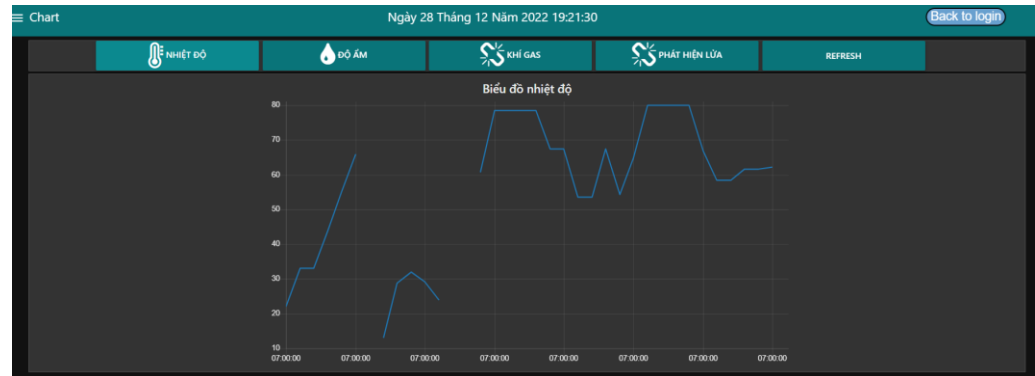 Chart
Ngày 28 Tháng 12 Năm 2022 19:21:30
Back to login
NHIỆT ĐỘ
ĐỘ ẨM
KHÍ GAS
PHÁT HIỆN LỬA
REFRESH
Biểu đồ nhiệt độ
80
70
60
50
40
30
20
10
07:00:00 07:00:00 07:00:00 07:00:00 07:00:00 07:00:00 07:00:00 07:00:00